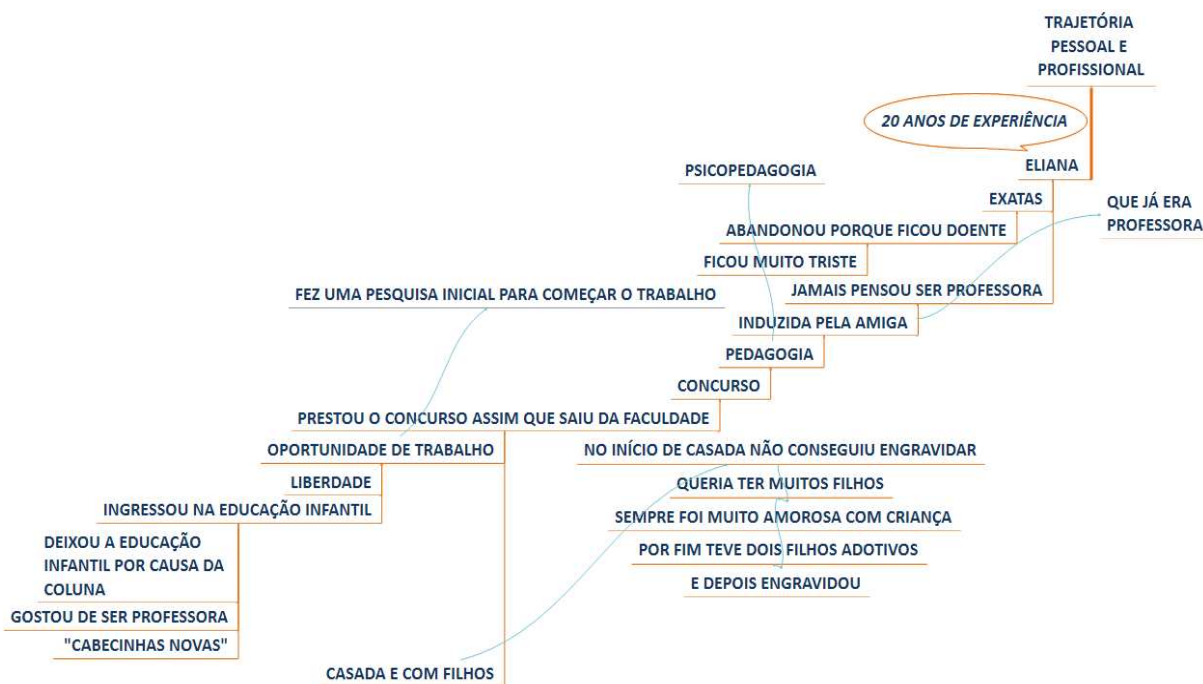 TRAJETÓRIA
PESSOAL E
PROFISSIONAL
20 ANOS DE EXPERIÊNCIA
ELIANA
PSICOPEDAGOGIA
EXATAS
QUE JÁ ERA
PROFESSORA
ABANDONOU PORQUE FICOU DOENTE
FICOU MUITO TRISTE
JAMAIS PENSOU SER PROFESSORA
FEZ UMA PESQUISA INICIAL PARA COMEÇAR O TRABALHO
INDUZIDA PELA AMIGA
PEDAGOGIA
CONCURSO
PRESTOU O CONCURSO ASSIM QUE SAIU DA FACULDADE
OPORTUNIDADE DE TRABALHO
LIBERDADE
INGRESSOU NA EDUCAÇÃO INFANTIL
DEIXOU A EDUCAÇÃO
INFANTIL POR CAUSA DA
COLUNA
GOSTOU DE SER PROFESSORA
"CABECINHAS NOVAS"
NO INÍCIO DE CASADA NÃO CONSEGUIU ENGRAVIDAR
QUERIA TER MUITOS FILHOS
SEMPRE FOI MUITO AMOROSA COM CRIANÇA
POR FIM TEVE DOIS FILHOS ADOTIVOS
E DEPOIS ENGRAVIDOU
CASADA E COM FILHOS